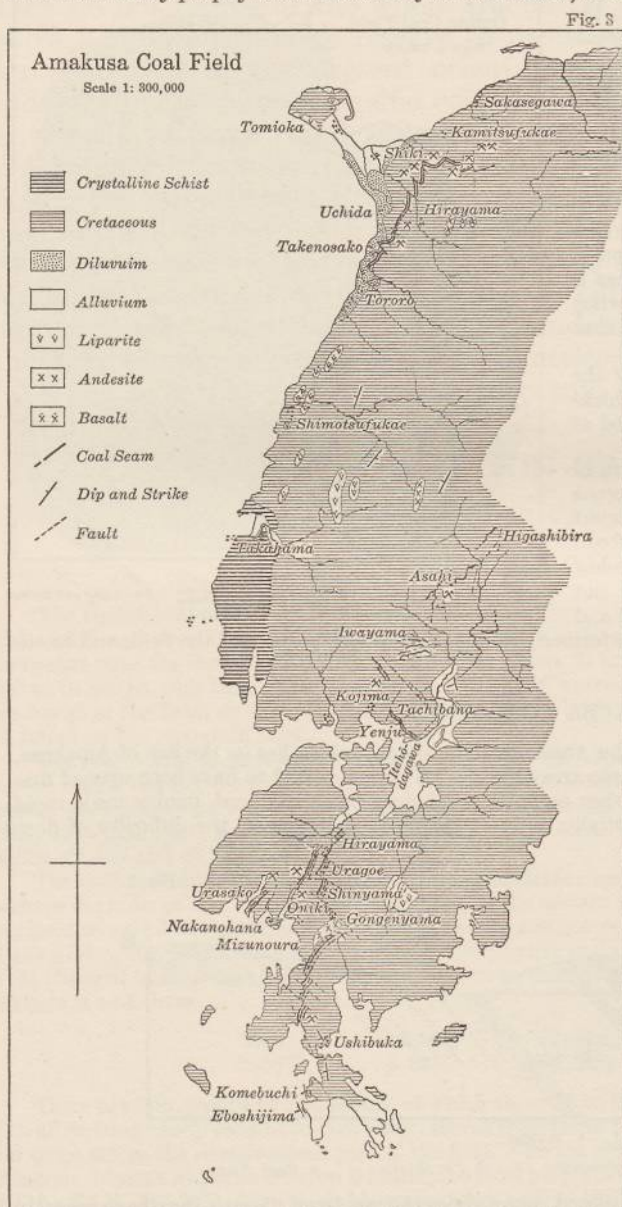 Fig. 3
Amakusa Coal Field
Scale 1: 300,000
Crystalline Schist
Cretaceous
Diluvuim
Alluvium
Liparite
Andesite
Basalt
Coal Seam
Dip and Strike
Fault
Sakasegawa
Tomioka
Kamitsufukae
Shiki
Uchida
Hirayama
Takenosako
Tororo
Shimotsufukae
Takahama
Higashibira
Asahi
Iwayama
Kojima
Tachibana
Yenju
Hirayama
Uragoe
Urasako
Shinyama
Oniki
Nakanohana
Gongenyama
Mizunoura
Ushibuka
Komebuchi
Eboshijima